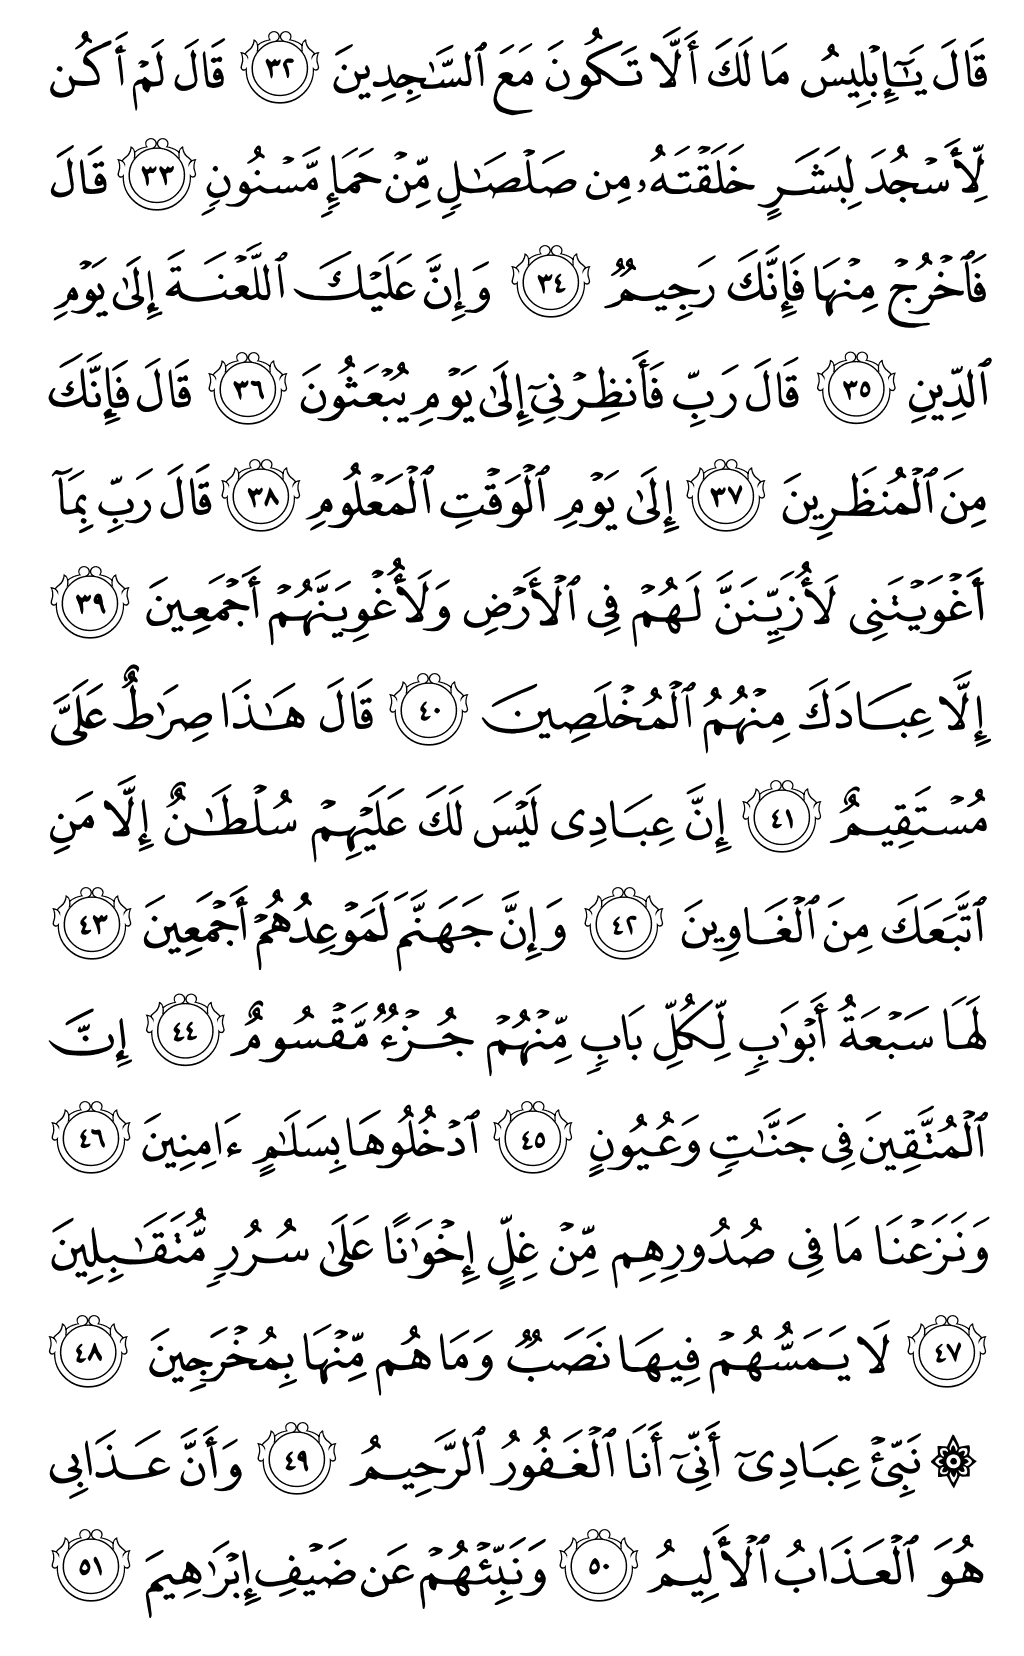 قَالَ يَـٰٓإِبْلِيسُ مَا لَكَ أَلَّا تَكُونَ مَعَ ٱلسَّـٰجِدِينَ ٣٢ قَالَ لَمْ أَكُن
لِّأَسْجُدَ لِبَشَرٍ خَلَقْتَهُۥ مِن صَلْصَـٰلٍ مِّنْ حَمَإٍ مَّسْنُونٍ ٣٣ قَالَ
فَٱخْرُجْ مِنْهَا فَإِنَّكَ رَجِيمٌ ٣٤ وَإِنَّ عَلَيْكَ ٱللَّعْنَةَ إِلَىٰ يَوْمِ
ٱلدِّينِ ٣٥ قَالَ رَبِّ فَأَنظِرْنِىٓ إِلَىٰ يَوْمِ يُبْعَثُونَ ٣٦ قَالَ فَإِنَّكَ
مِنَ ٱلْمُنظَرِينَ ٣٧ إِلَىٰ يَوْمِ ٱلْوَقْتِ ٱلْمَعْلُومِ ٣٨ قَالَ رَبِّ بِمَآ
أَغْوَيْتَنِى لَأُزَيِّنَنَّ لَهُمْ فِى ٱلْأَرْضِ وَلَأُغْوِيَنَّهُمْ أَجْمَعِينَ ٣٩
إِلَّا عِبَادَكَ مِنْهُمُ ٱلْمُخْلَصِينَ ٤٠ قَالَ هَـٰذَا صِرَٰطٌ عَلَىَّ
مُسْتَقِيمٌ ٤١ إِنَّ عِبَادِى لَيْسَ لَكَ عَلَيْهِمْ سُلْطَـٰنٌ إِلَّا مَنِ
ٱتَّبَعَكَ مِنَ ٱلْغَاوِينَ ٤٢ وَإِنَّ جَهَنَّمَ لَمَوْعِدُهُمْ أَجْمَعِينَ ٤٣
لَهَا سَبْعَةُ أَبْوَٰبٍ لِّكُلِّ بَابٍ مِّنْهُمْ جُزْءٌ مَّقْسُومٌ ٤٤ إِنَّ
ٱلْمُتَّقِينَ فِى جَنَّـٰتٍ وَعُيُونٍ ٤٥ ٱدْخُلُوهَا بِسَلَـٰمٍ ءَامِنِينَ ٤٦
وَنَزَعْنَا مَا فِى صُدُورِهِم مِّنْ غِلٍّ إِخْوَٰنًا عَلَىٰ سُرُرٍ مُّتَقَـٰبِلِينَ
٤٧ لَا يَمَسُّهُمْ فِيهَا نَصَبٌ وَمَا هُم مِّنْهَا بِمُخْرَجِينَ ٤٨
۞ نَبِّئْ عِبَادِىٓ أَنِّىٓ أَنَا ٱلْغَفُورُ ٱلرَّحِيمُ ٤٩ وَأَنَّ عَذَابِى
هُوَ ٱلْعَذَابُ ٱلْأَلِيمُ ٥٠ وَنَبِّئْهُمْ عَن ضَيْفِ إِبْرَٰهِيمَ ٥١